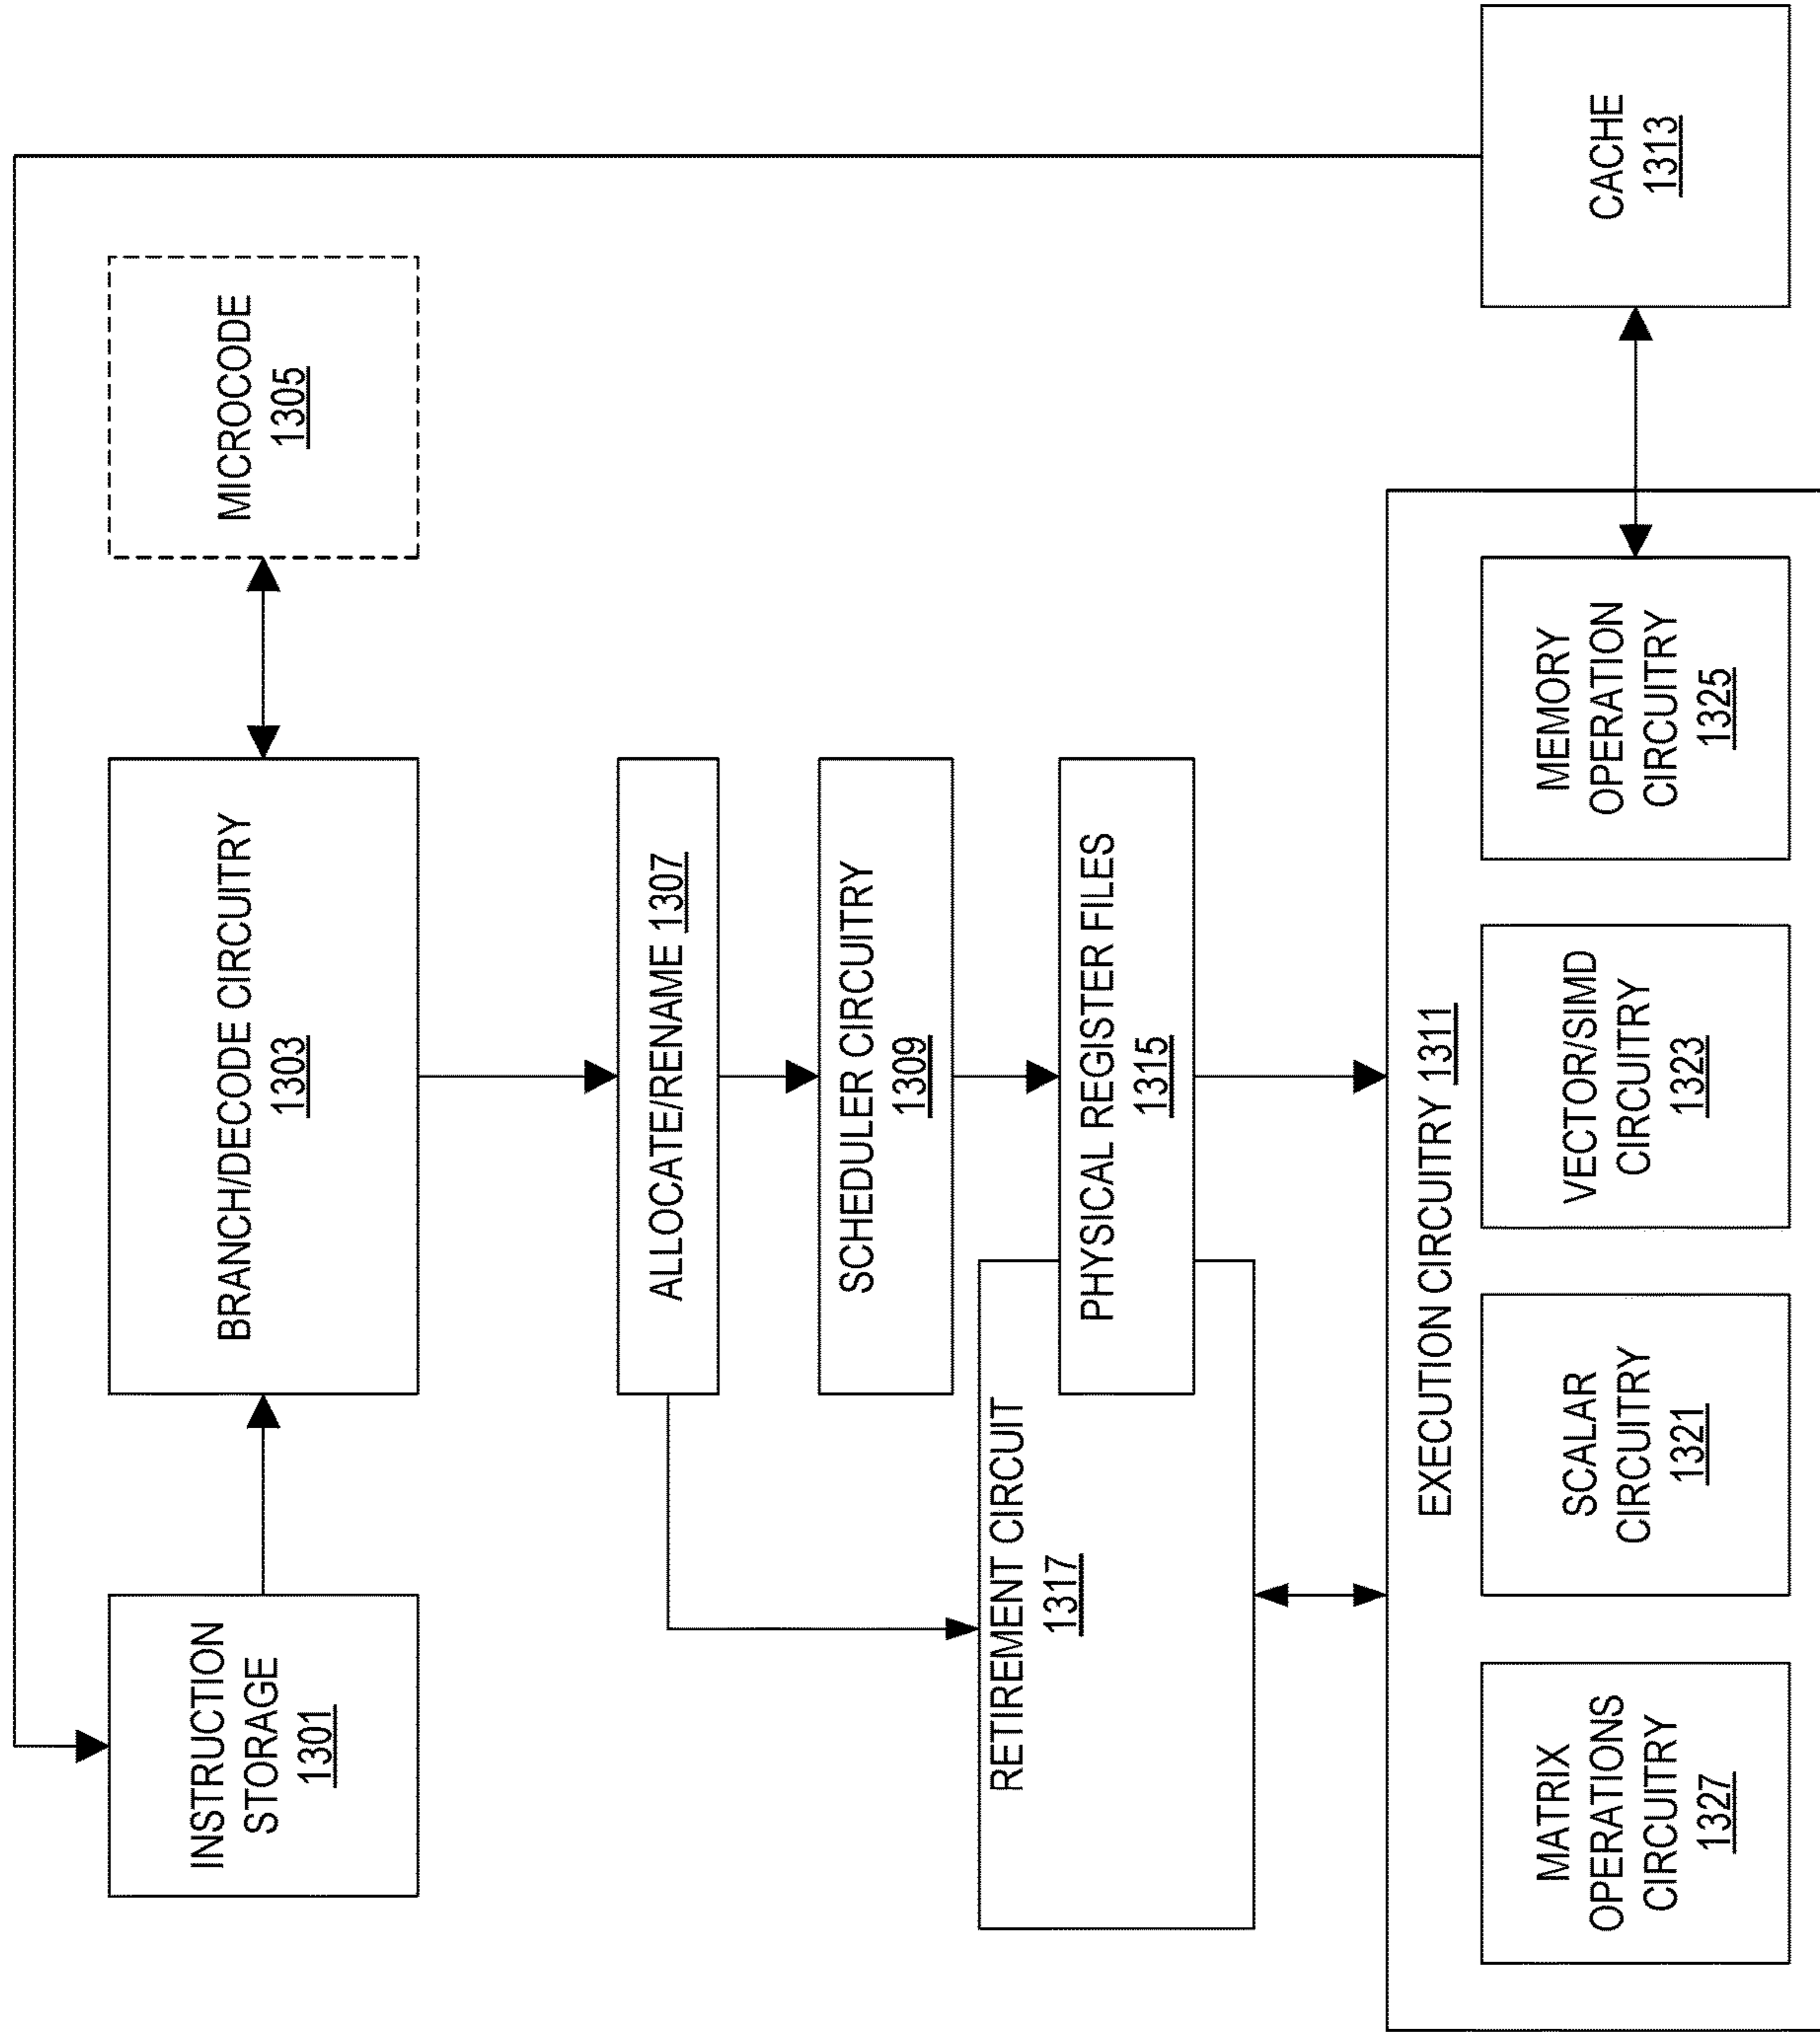 INSTRUCTION
STORAGE
1301
BRANCH/DECODE CIRCUITRY
1303
MICROCODE
1305
ALLOCATE/RENAME 1307
SCHEDULER CIRCUITRY
1309
RETIREMENT CIRCUIT
1317
PHYSICAL REGISTER FILES
1315
EXECUTION CIRCUITRY 1311
MATRIX
OPERATIONS
CIRCUITRY
1327
SCALAR
CIRCUITRY
1321
VECTOR/SIMD
CIRCUITRY
1323
MEMORY
OPERATION
CIRCUITRY
1325
CACHE
1313